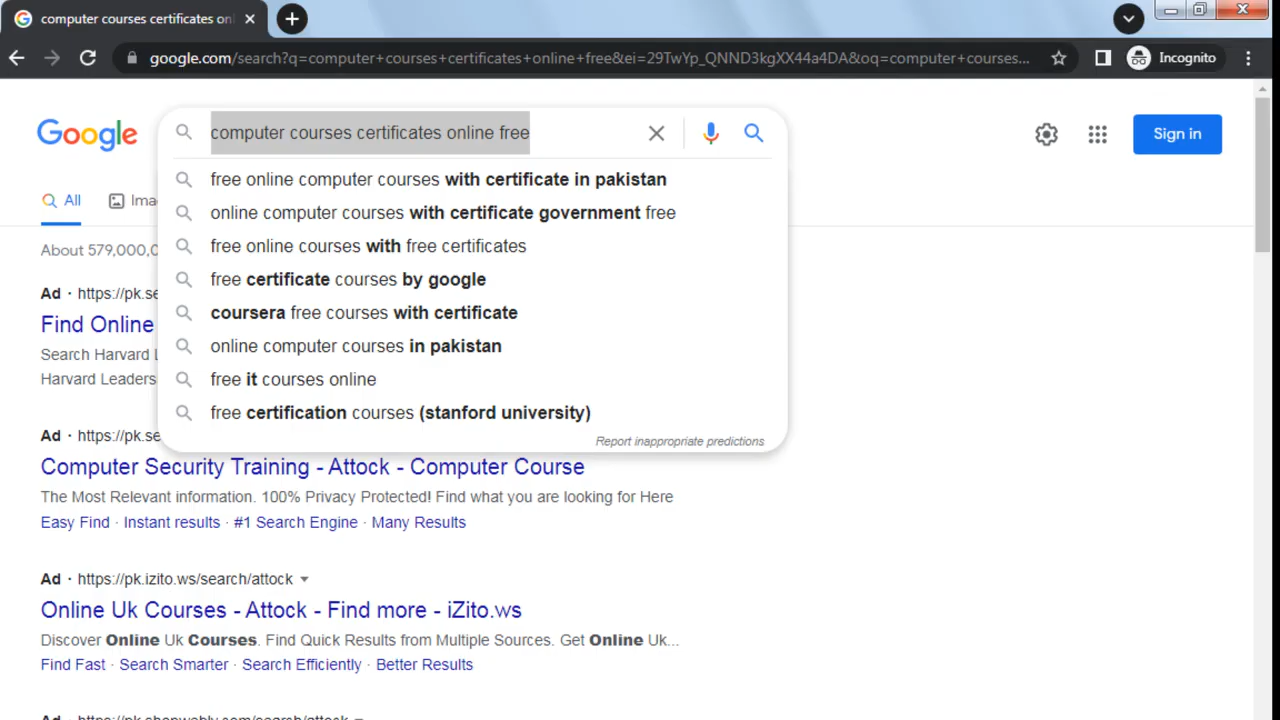 computer courses certificates onl
google.com/search?q=computer+courses+certificates+online+free&ei=29TwYp_QNND3kgXX44a4DA&oq=computer+courses...
Incognito
Google
computer courses certificates online free
Sign in
free online computer courses with certificate in pakistan
All
Ima
online computer courses with certificate government free
free online courses with free certificates
About 579,000,0
free certificate courses by google
Ad · https://pk.se
coursera free courses with certificate
Find Online
online computer courses in pakistan
Search Harvard L
free it courses online
Harvard Leaders
free certification courses (stanford university)
Report inappropriate predictions
Ad · https://pk.se
Computer Security Training - Attock - Computer Course
The Most Relevant information. 100% Privacy Protected! Find what you are looking for Here
Easy Find · Instant results · #1 Search Engine · Many Results
Ad · https://pk.izito.ws/search/attock
Online Uk Courses - Attock - Find more - iZito.ws
Discover Online Uk Courses. Find Quick Results from Multiple Sources. Get Online Uk...
Find Fast · Search Smarter · Search Efficiently · Better Results
Ad · https://pk.shopwebly.com/search/attock